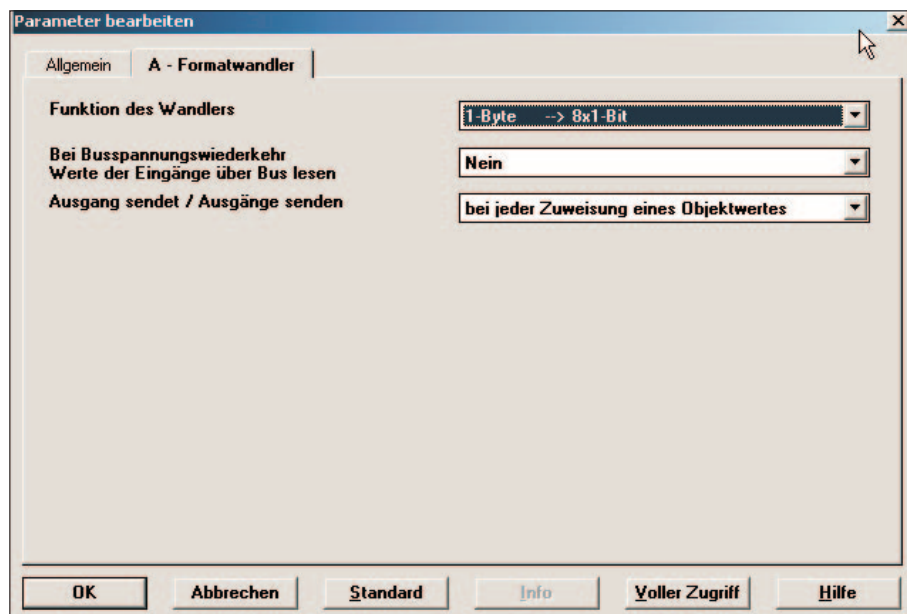 Parameter bearbeiten
Allgemein
A - Formatwandler
Funktion des Wandlers
1-Byte --> 8x1-Bit
Bei Busspannungswiederkehr
Werte der Eingänge über Bus lesen
Nein
Ausgang sendet / Ausgänge senden
bei jeder Zuweisung eines Objektwertes
OK
Abbrechen
Standard
Info
Voller Zugriff
Hilfe